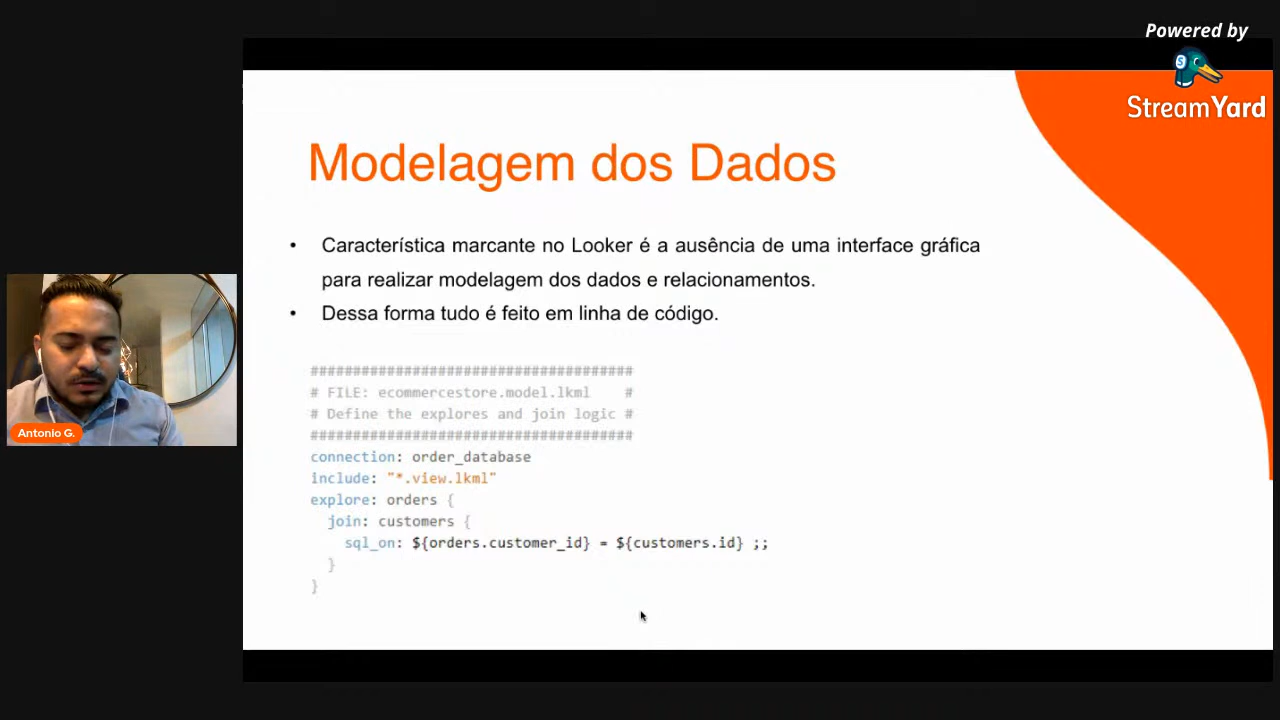 Powered by
StreamYard
Modelagem dos Dados
• Característica marcante no Looker é a ausência de uma interface gráfica
para realizar modelagem dos dados e relacionamentos.
• Dessa forma tudo é feito em linha de código.
######################################
# FILE: ecommercestore.model.lkml    #
# Define the explores and join logic #
######################################
connection: order_database
include: "*.view.lkml"
explore: orders {
  join: customers {
    sql_on: ${orders.customer_id} = ${customers.id} ;;
  }
}
Antonio G.